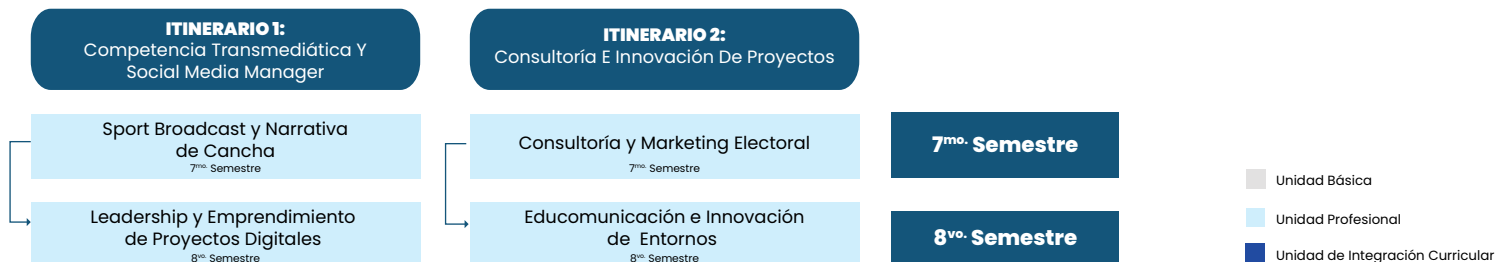 ITINERARIO 1:
Competencia Transmediática Y
Social Media Manager
ITINERARIO 2:
Consultoría E Innovación De Proyectos
Sport Broadcast y Narrativa
de Cancha
7mo. Semestre
Consultoría y Marketing Electoral
7mo. Semestre
7mo. Semestre
Leadership y Emprendimiento
de Proyectos Digitales
8vo. Semestre
Educomunicación e Innovación
de Entornos
8vo. Semestre
8vo. Semestre
Unidad Básica
Unidad Profesional
Unidad de Integración Curricular